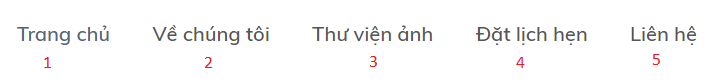 Trang chủ Về chúng tôi Thư viện ảnh Đặt lịch hẹn Liên hệ
1 2 3 4 5